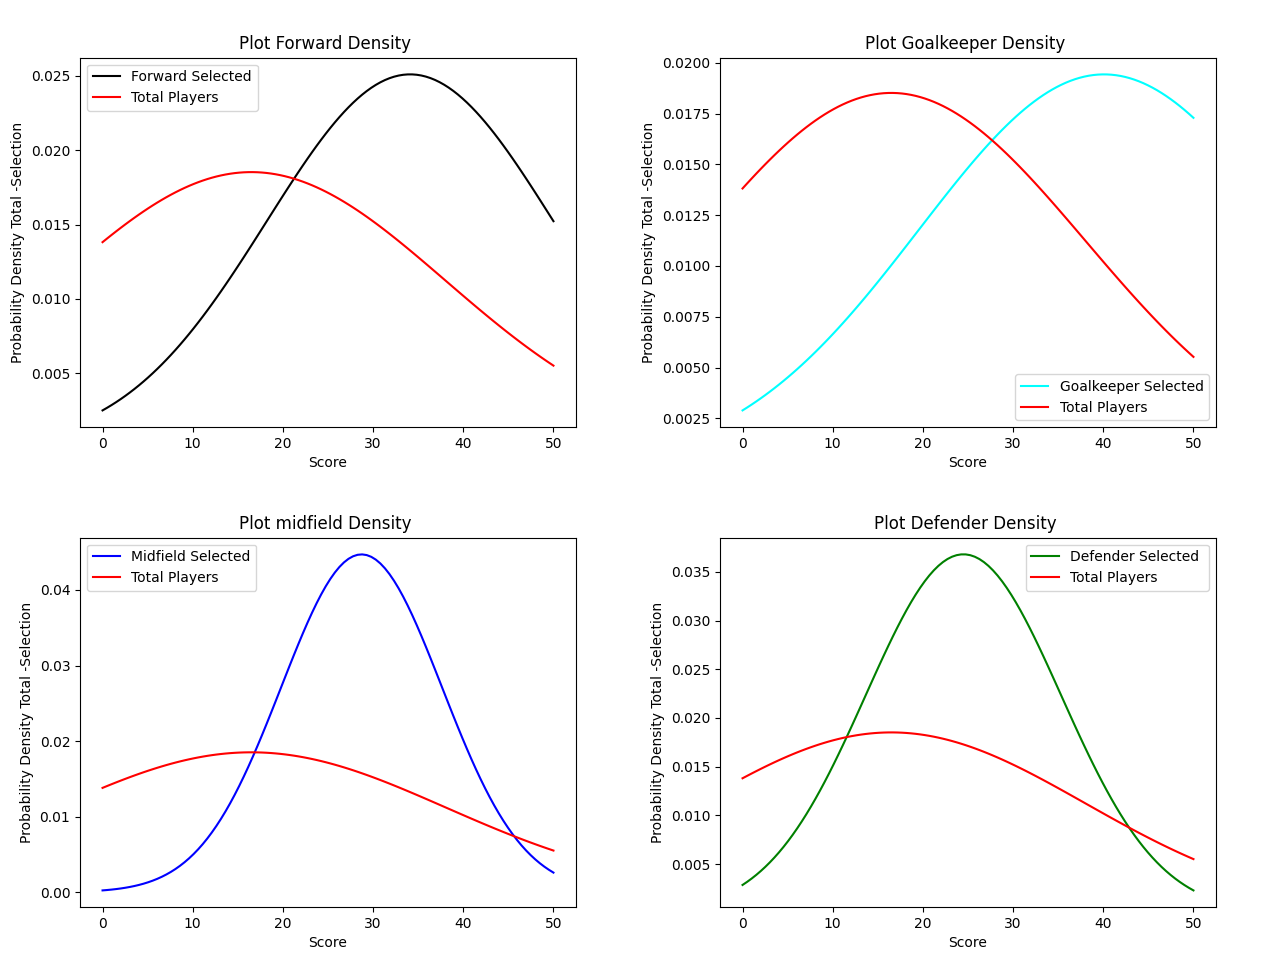 Plot Forward Density
Forward Selected
Total Players
Probability Density Total -Selection
0.025
0.020
0.015
0.010
0.005
0 10 20 30 40 50
Score
Plot Goalkeeper Density
Probability Density Total -Selection
0.0200
0.0175
0.0150
0.0125
0.0100
0.0075
0.0050
0.0025
Goalkeeper Selected
Total Players
0 10 20 30 40 50
Score
Plot midfield Density
Midfield Selected
Total Players
Probability Density Total -Selection
0.04
0.03
0.02
0.01
0.00
0 10 20 30 40 50
Score
Plot Defender Density
Defender Selected
Total Players
Probability Density Total -Selection
0.035
0.030
0.025
0.020
0.015
0.010
0.005
0 10 20 30 40 50
Score